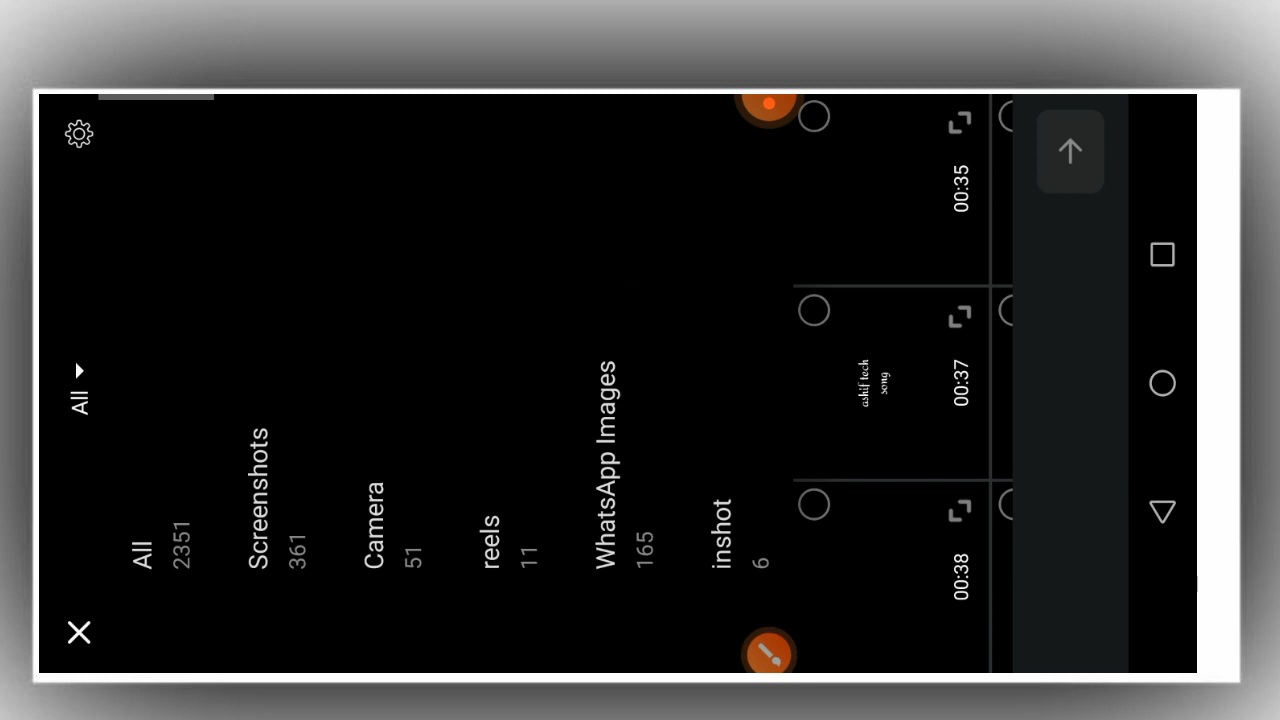 All
All
2351
Screenshots
361
Camera
51
reels
11
WhatsApp Images
165
inshot
6
ashif tech
song
00:38
00:37
00:35